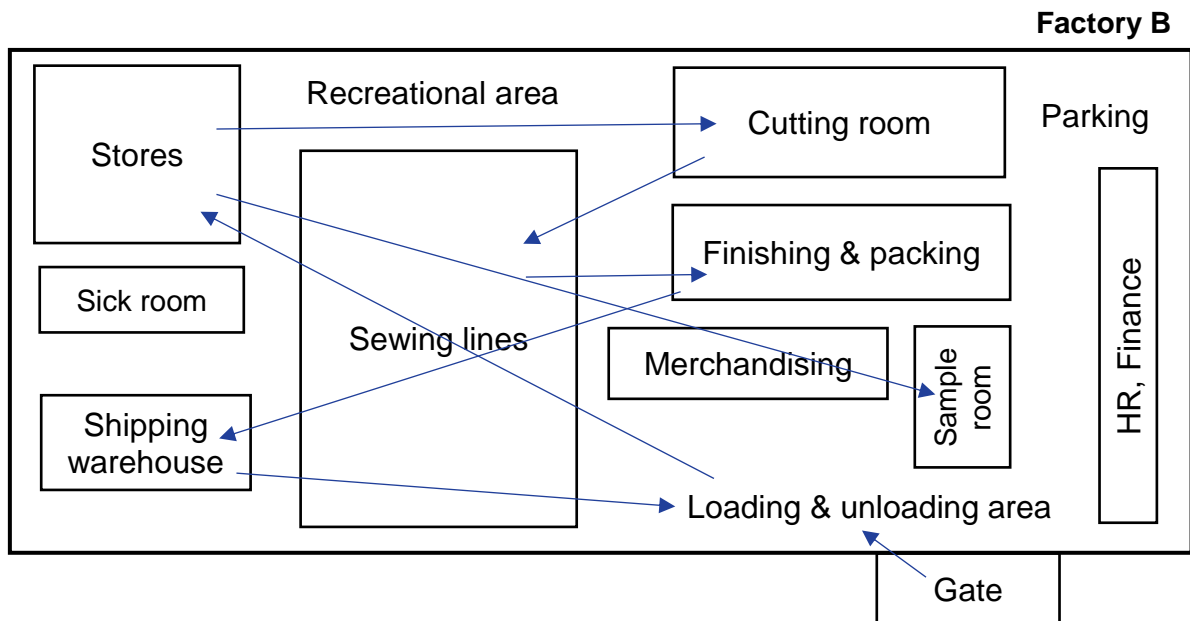 Factory B
Recreational area
Cutting room
Parking
Stores
Finishing & packing
Sick room
Sewing lines
Merchandising
Sample
room
HR, Finance
Shipping
warehouse
Loading & unloading area
Gate